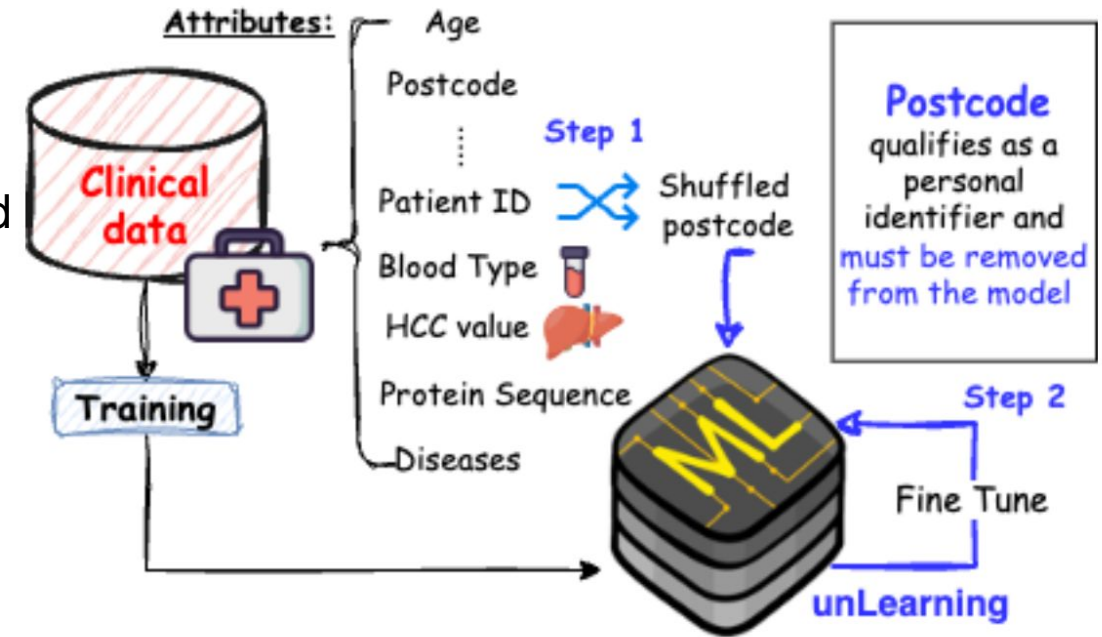 Attributes:
Age
Postcode
Step 1
Patient ID
Shuffled
postcode
Blood Type
HCC value
Protein Sequence
Diseases
Clinical
data
d
Training
ML
Postcode
qualifies as a
personal
identifier and
must be removed
from the model
Step 2
Fine Tune
unLearning